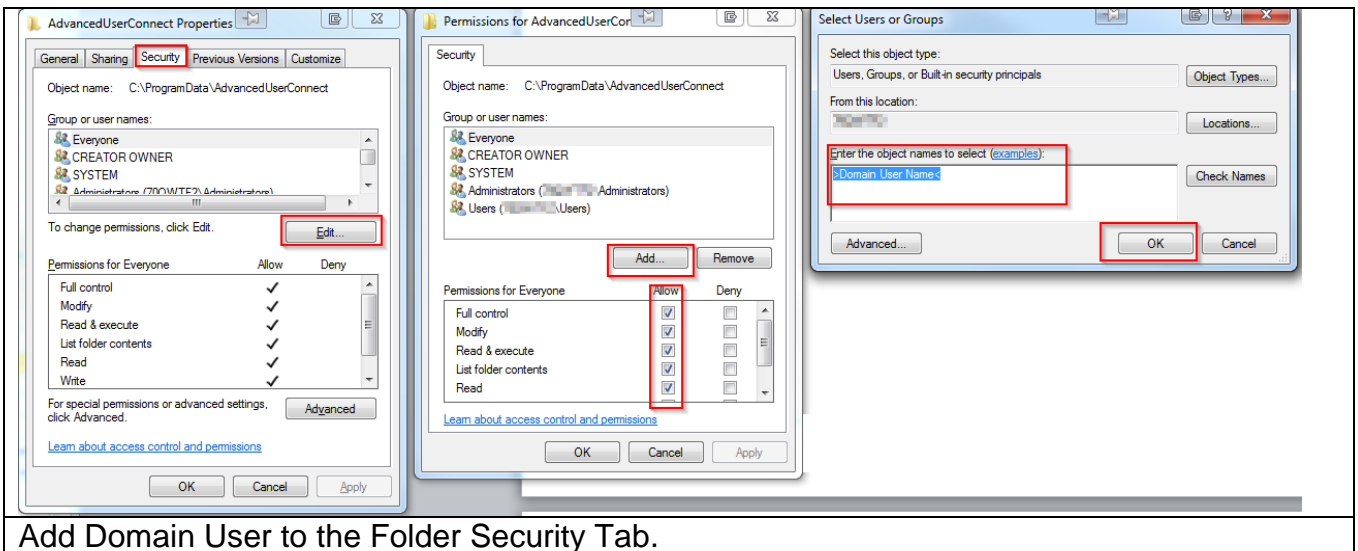 AdvancedUserConnect Properties
General Sharing Security Previous Versions Customize
Object name: C:\ProgramData\AdvancedUserConnect
Group or user names:
Everyone
CREATOR OWNER
SYSTEM
Administrators (70QWTF2\Administrators)
To change permissions, click Edit.
Edit...
Permissions for Everyone Allow Deny
Full control
Modify
Read & execute
List folder contents
Read
Write
For special permissions or advanced settings,
click Advanced.
Advanced
Learn about access control and permissions
OK Cancel Apply
Permissions for AdvancedUserCor
Security
Object name: C:\ProgramData\AdvancedUserConnect
Group or user names:
Everyone
CREATOR OWNER
SYSTEM
Administrators ( Administrators)
Users ( \Users)
Add... Remove
Permissions for Everyone Allow Deny
Full control
Modify
Read & execute
List folder contents
Read
Learn about access control and permissions
OK Cancel Apply
Select Users or Groups
Select this object type:
Users, Groups, or Built-in security principals
Object Types...
From this location:
Locations...
Enter the object names to select (examples):
>Domain User Name<
Check Names
Advanced...
OK Cancel
Add Domain User to the Folder Security Tab.